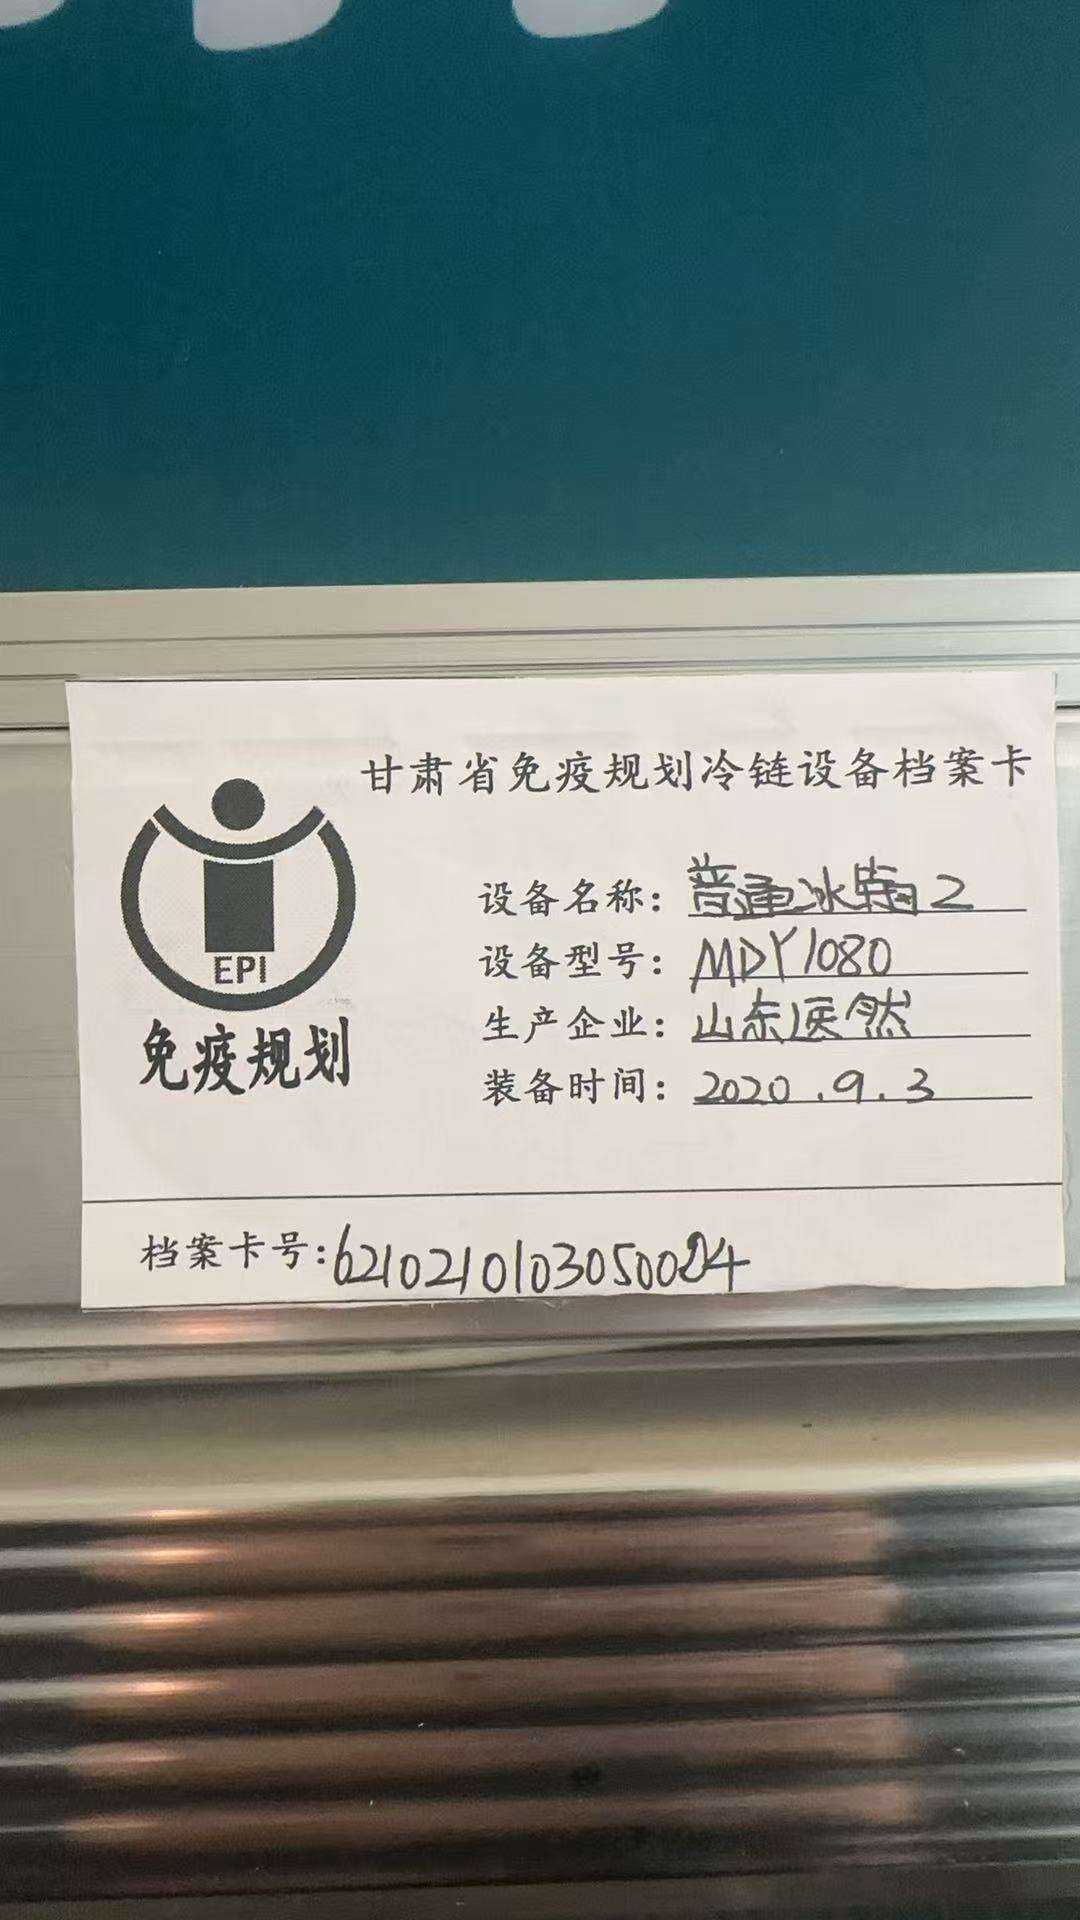 甘肃省免疫规划冷链设备档案卡
设备名称：普通冰箱2
设备型号：MDY1080
生产企业：山东医然
装备时间：2020.9.3
EPI
免疫规划
档案卡号：6210210103050024